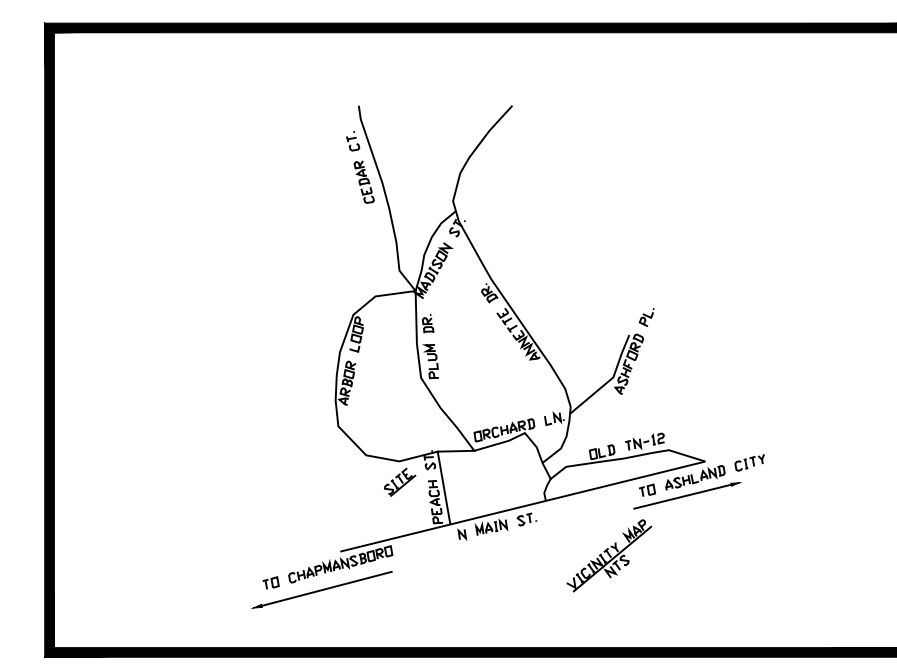 CEDAR CT.
MADISON ST.
ANNETTE DR.
ARBOR LOOP
PLUM DR.
ASHFORD PL.
ORCHARD LN.
OLD TN-12
SITE
PEACH ST.
TO ASHLAND CITY
N MAIN ST.
TO CHAPMANSBORO
VICINITY MAP
NTS